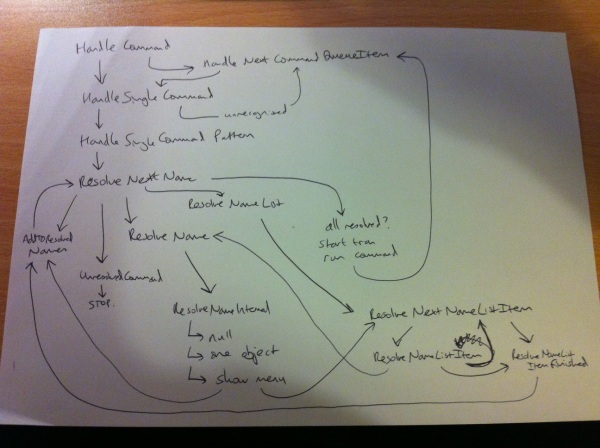 Handle Command
Handle Next Command Queue Item
Handle Single Command
unrecognised
Handle Single Command Pattern
Resolve Next Name
Resolve Name List
all resolved?
start tran
run command
Add To Resolved
Names
Resolve Name
Unresolved Command
STOP.
Resolve Name Internal
null
one object
show menu
Resolve Next Name List Item
Resolve Name List Item
Resolve Name List
Item Finished